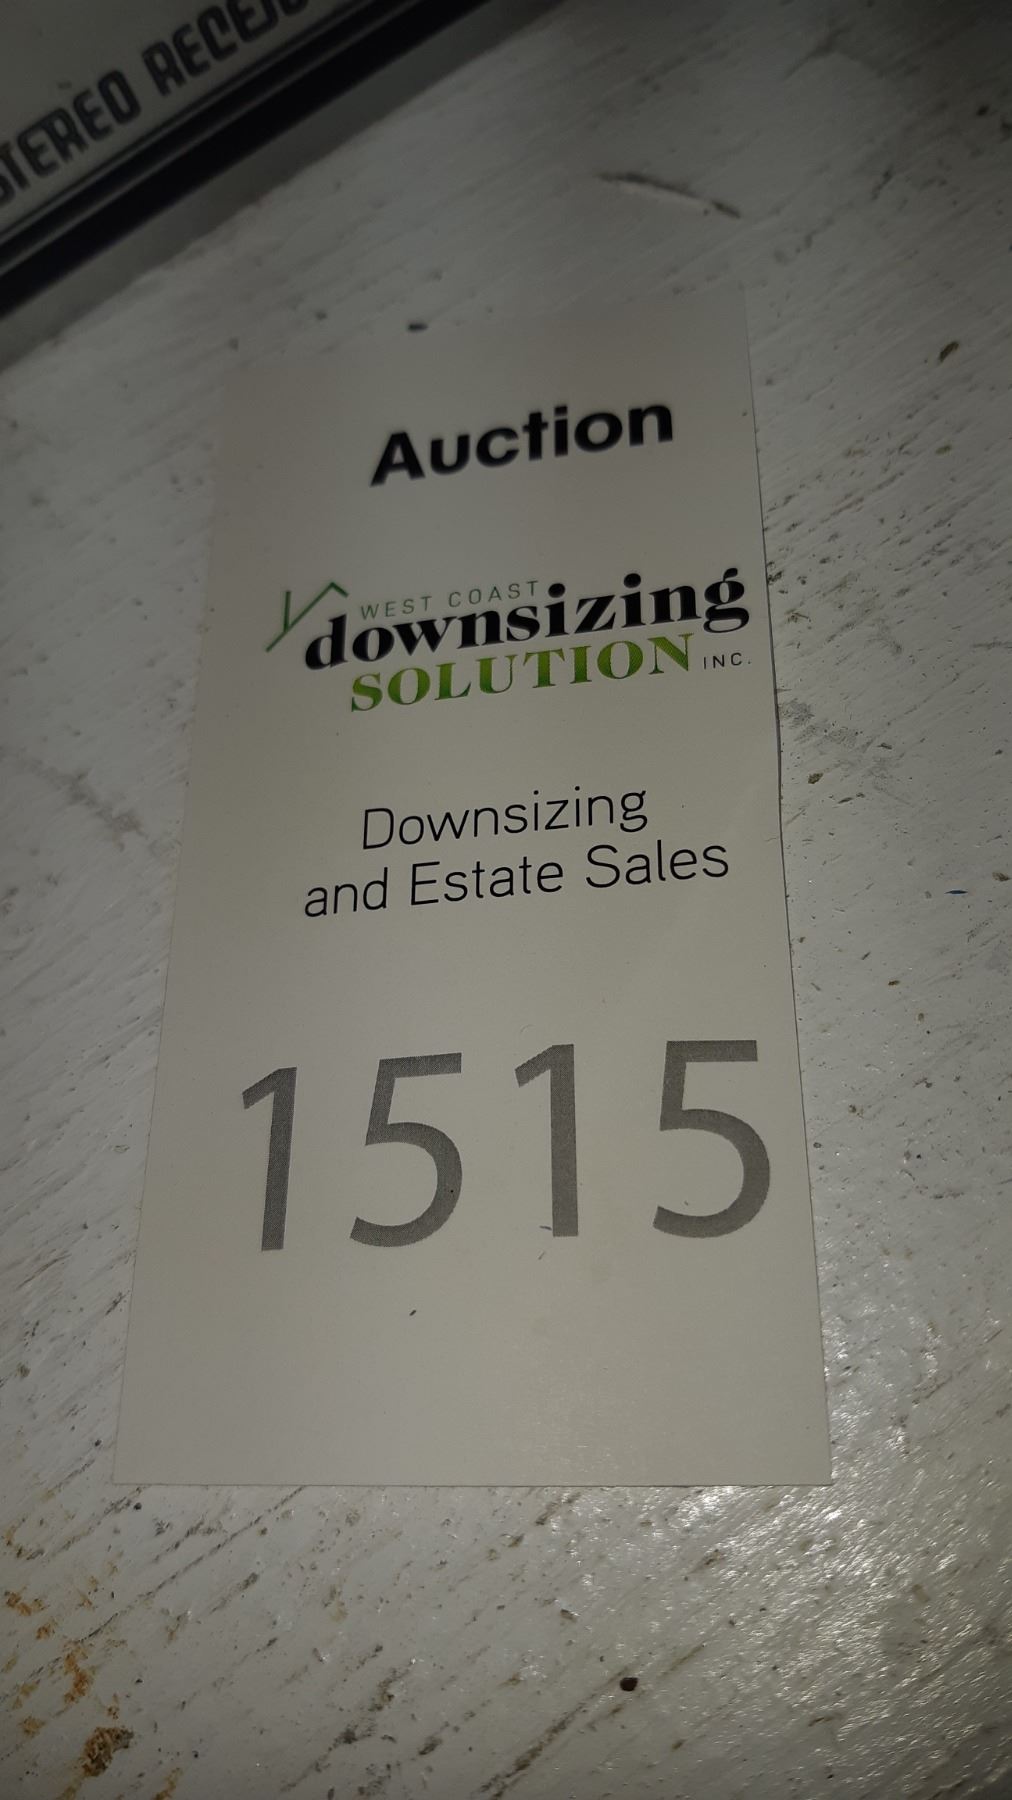 STEREO
Auction
WEST COAST
downsizing
SOLUTION INC.
Downsizing
and Estate Sales
1515